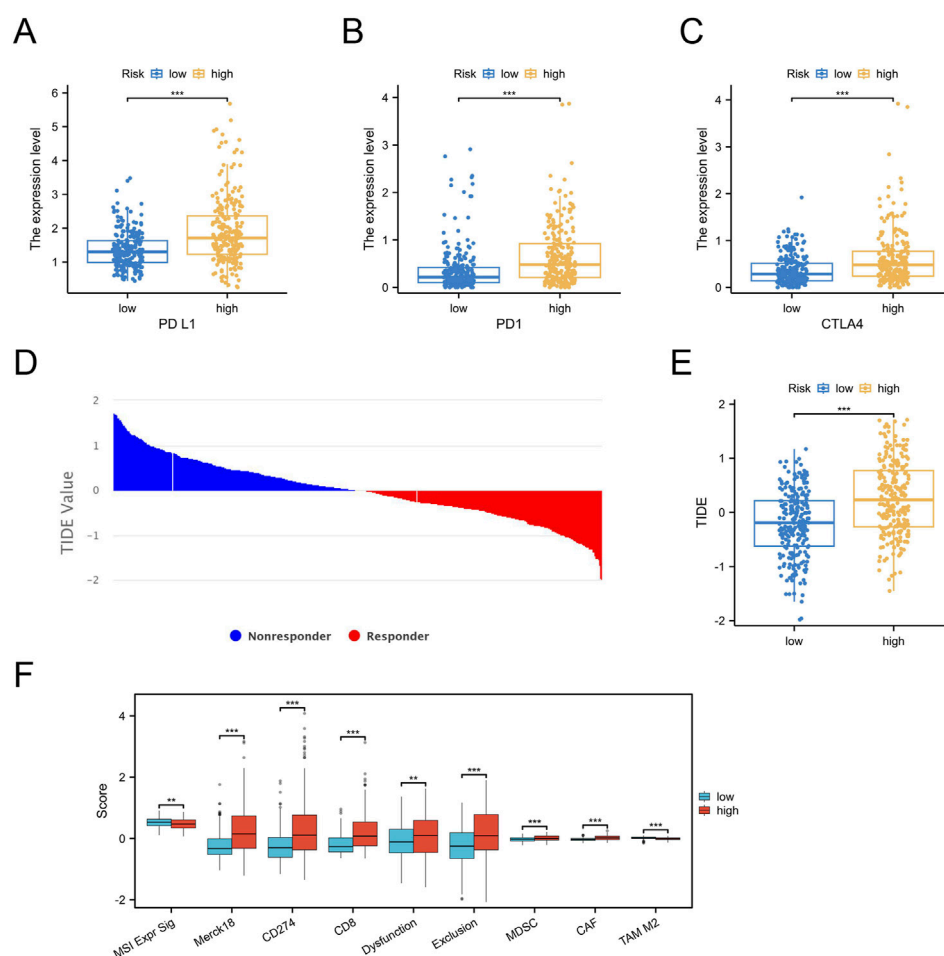 A
Risk low high
***
The expression level
6
5
4
3
2
1
low high
PD L1
B
Risk low high
***
The expression level
4
3
2
1
0
low high
PD1
C
Risk low high
***
The expression level
4
3
2
1
0
low high
CTLA4
D
TIDE Value
2
1
0
−1
−2
Nonresponder Responder
E
Risk low high
***
TIDE
2
1
0
-1
-2
low high
F
Score
4
2
0
-2
** *** *** *** ** *** *** *** ***
MSI Expr Sig Merck18 CD274 CD8 Dysfunction Exclusion MDSC CAF TAM M2
low
high